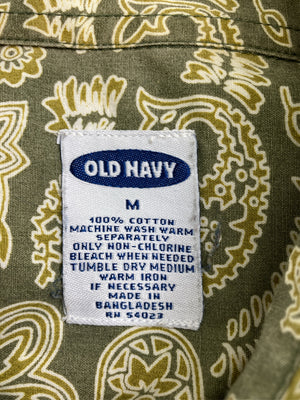 OLD NAVY
M
100% COTTON
MACHINE WASH WARM
SEPARATELY
ONLY NON-CHLORINE
BLEACH WHEN NEEDED
TUMBLE DRY MEDIUM
WARM IRON
IF NECESSARY
MADE IN
BANGLADESH
RN 54023